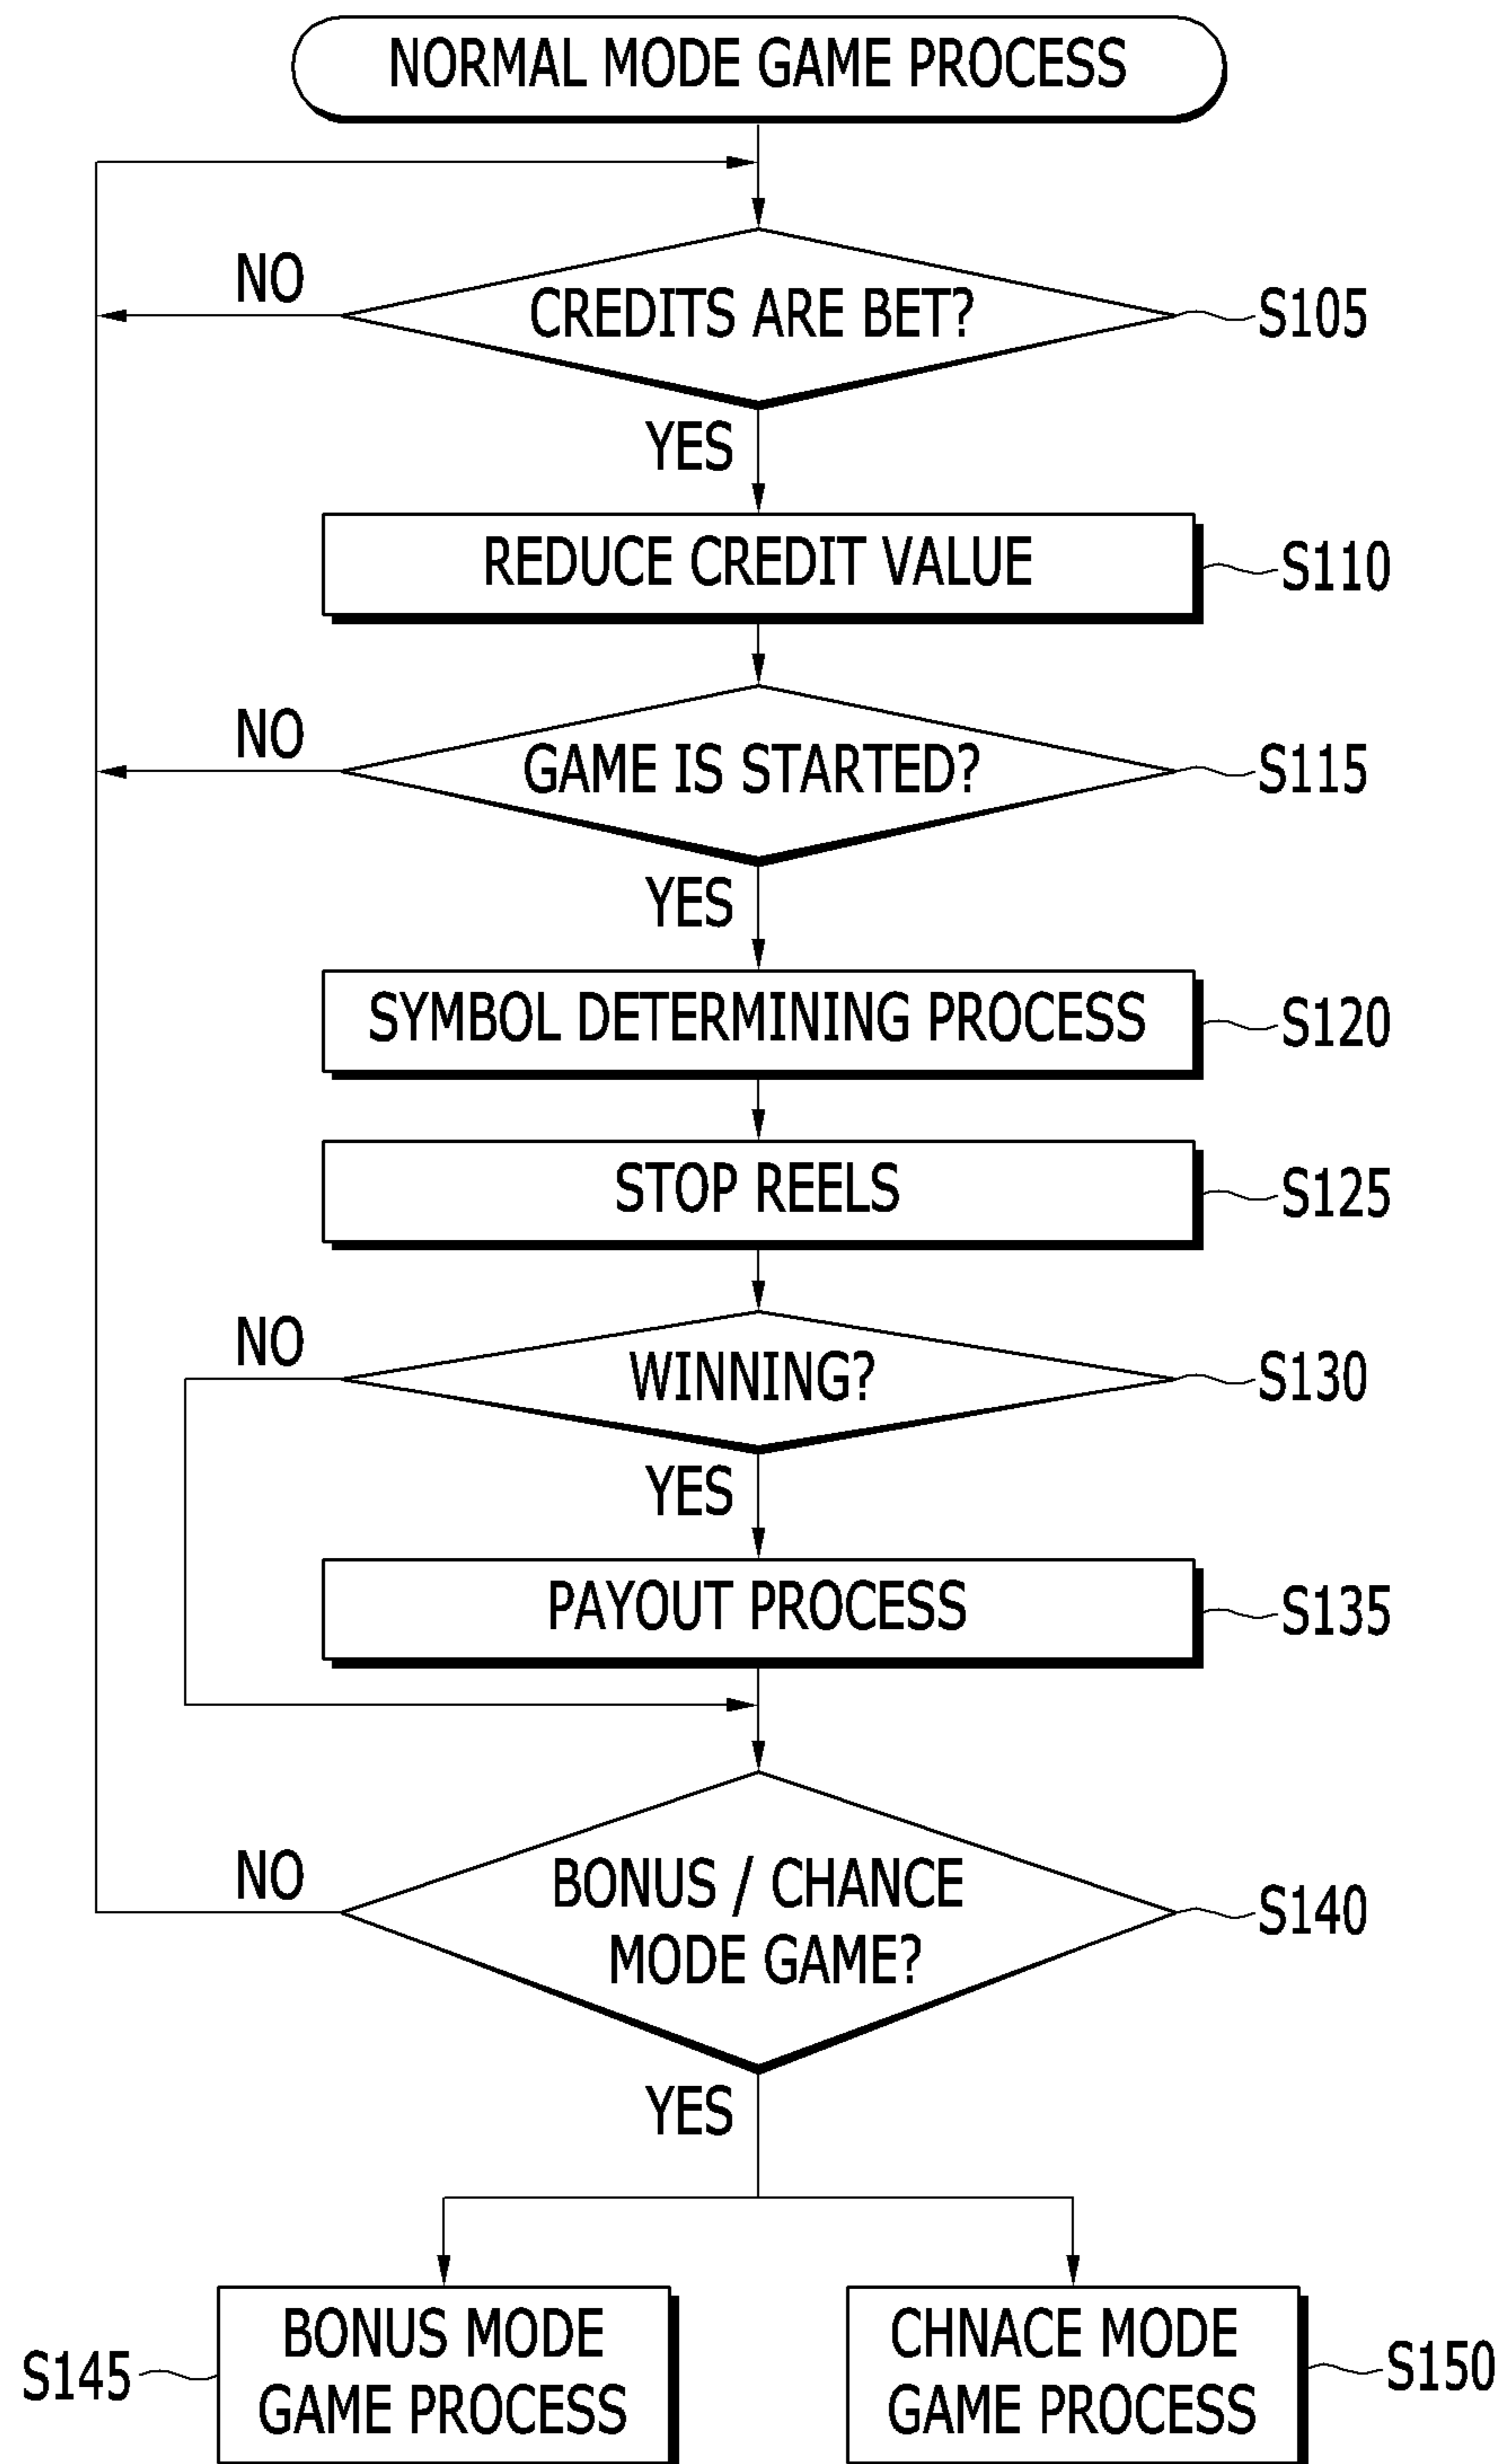 NORMAL MODE GAME PROCESS
NO
CREDITS ARE BET?
S105
YES
REDUCE CREDIT VALUE
S110
NO
GAME IS STARTED?
S115
YES
SYMBOL DETERMINING PROCESS
S120
STOP REELS
S125
NO
WINNING?
S130
YES
PAYOUT PROCESS
S135
NO
BONUS / CHANCE
MODE GAME?
S140
YES
S145
BONUS MODE
GAME PROCESS
CHNACE MODE
GAME PROCESS
S150